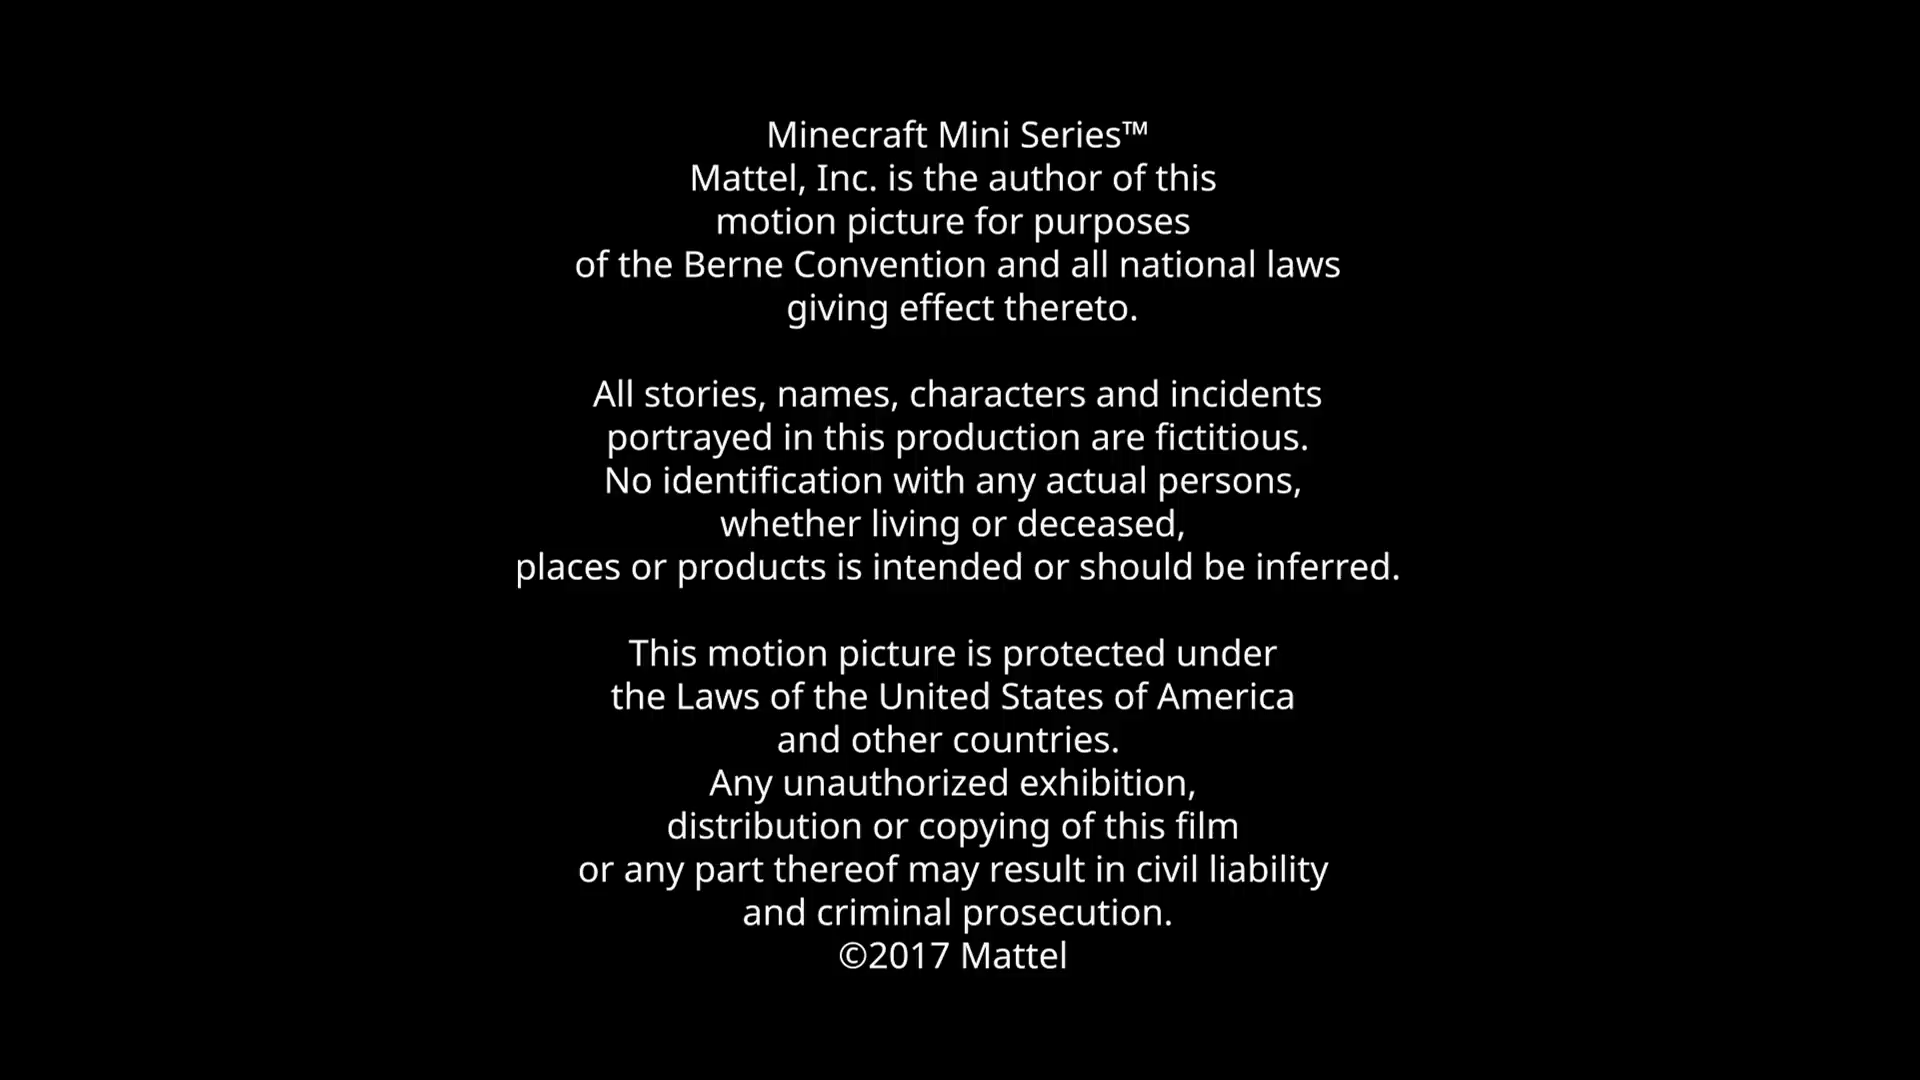 Minecraft Mini Series™
Mattel, Inc. is the author of this
motion picture for purposes
of the Berne Convention and all national laws
giving effect thereto.
All stories, names, characters and incidents
portrayed in this production are fictitious.
No identification with any actual persons,
whether living or deceased,
places or products is intended or should be inferred.
This motion picture is protected under
the Laws of the United States of America
and other countries.
Any unauthorized exhibition,
distribution or copying of this film
or any part thereof may result in civil liability
and criminal prosecution.
©2017 Mattel